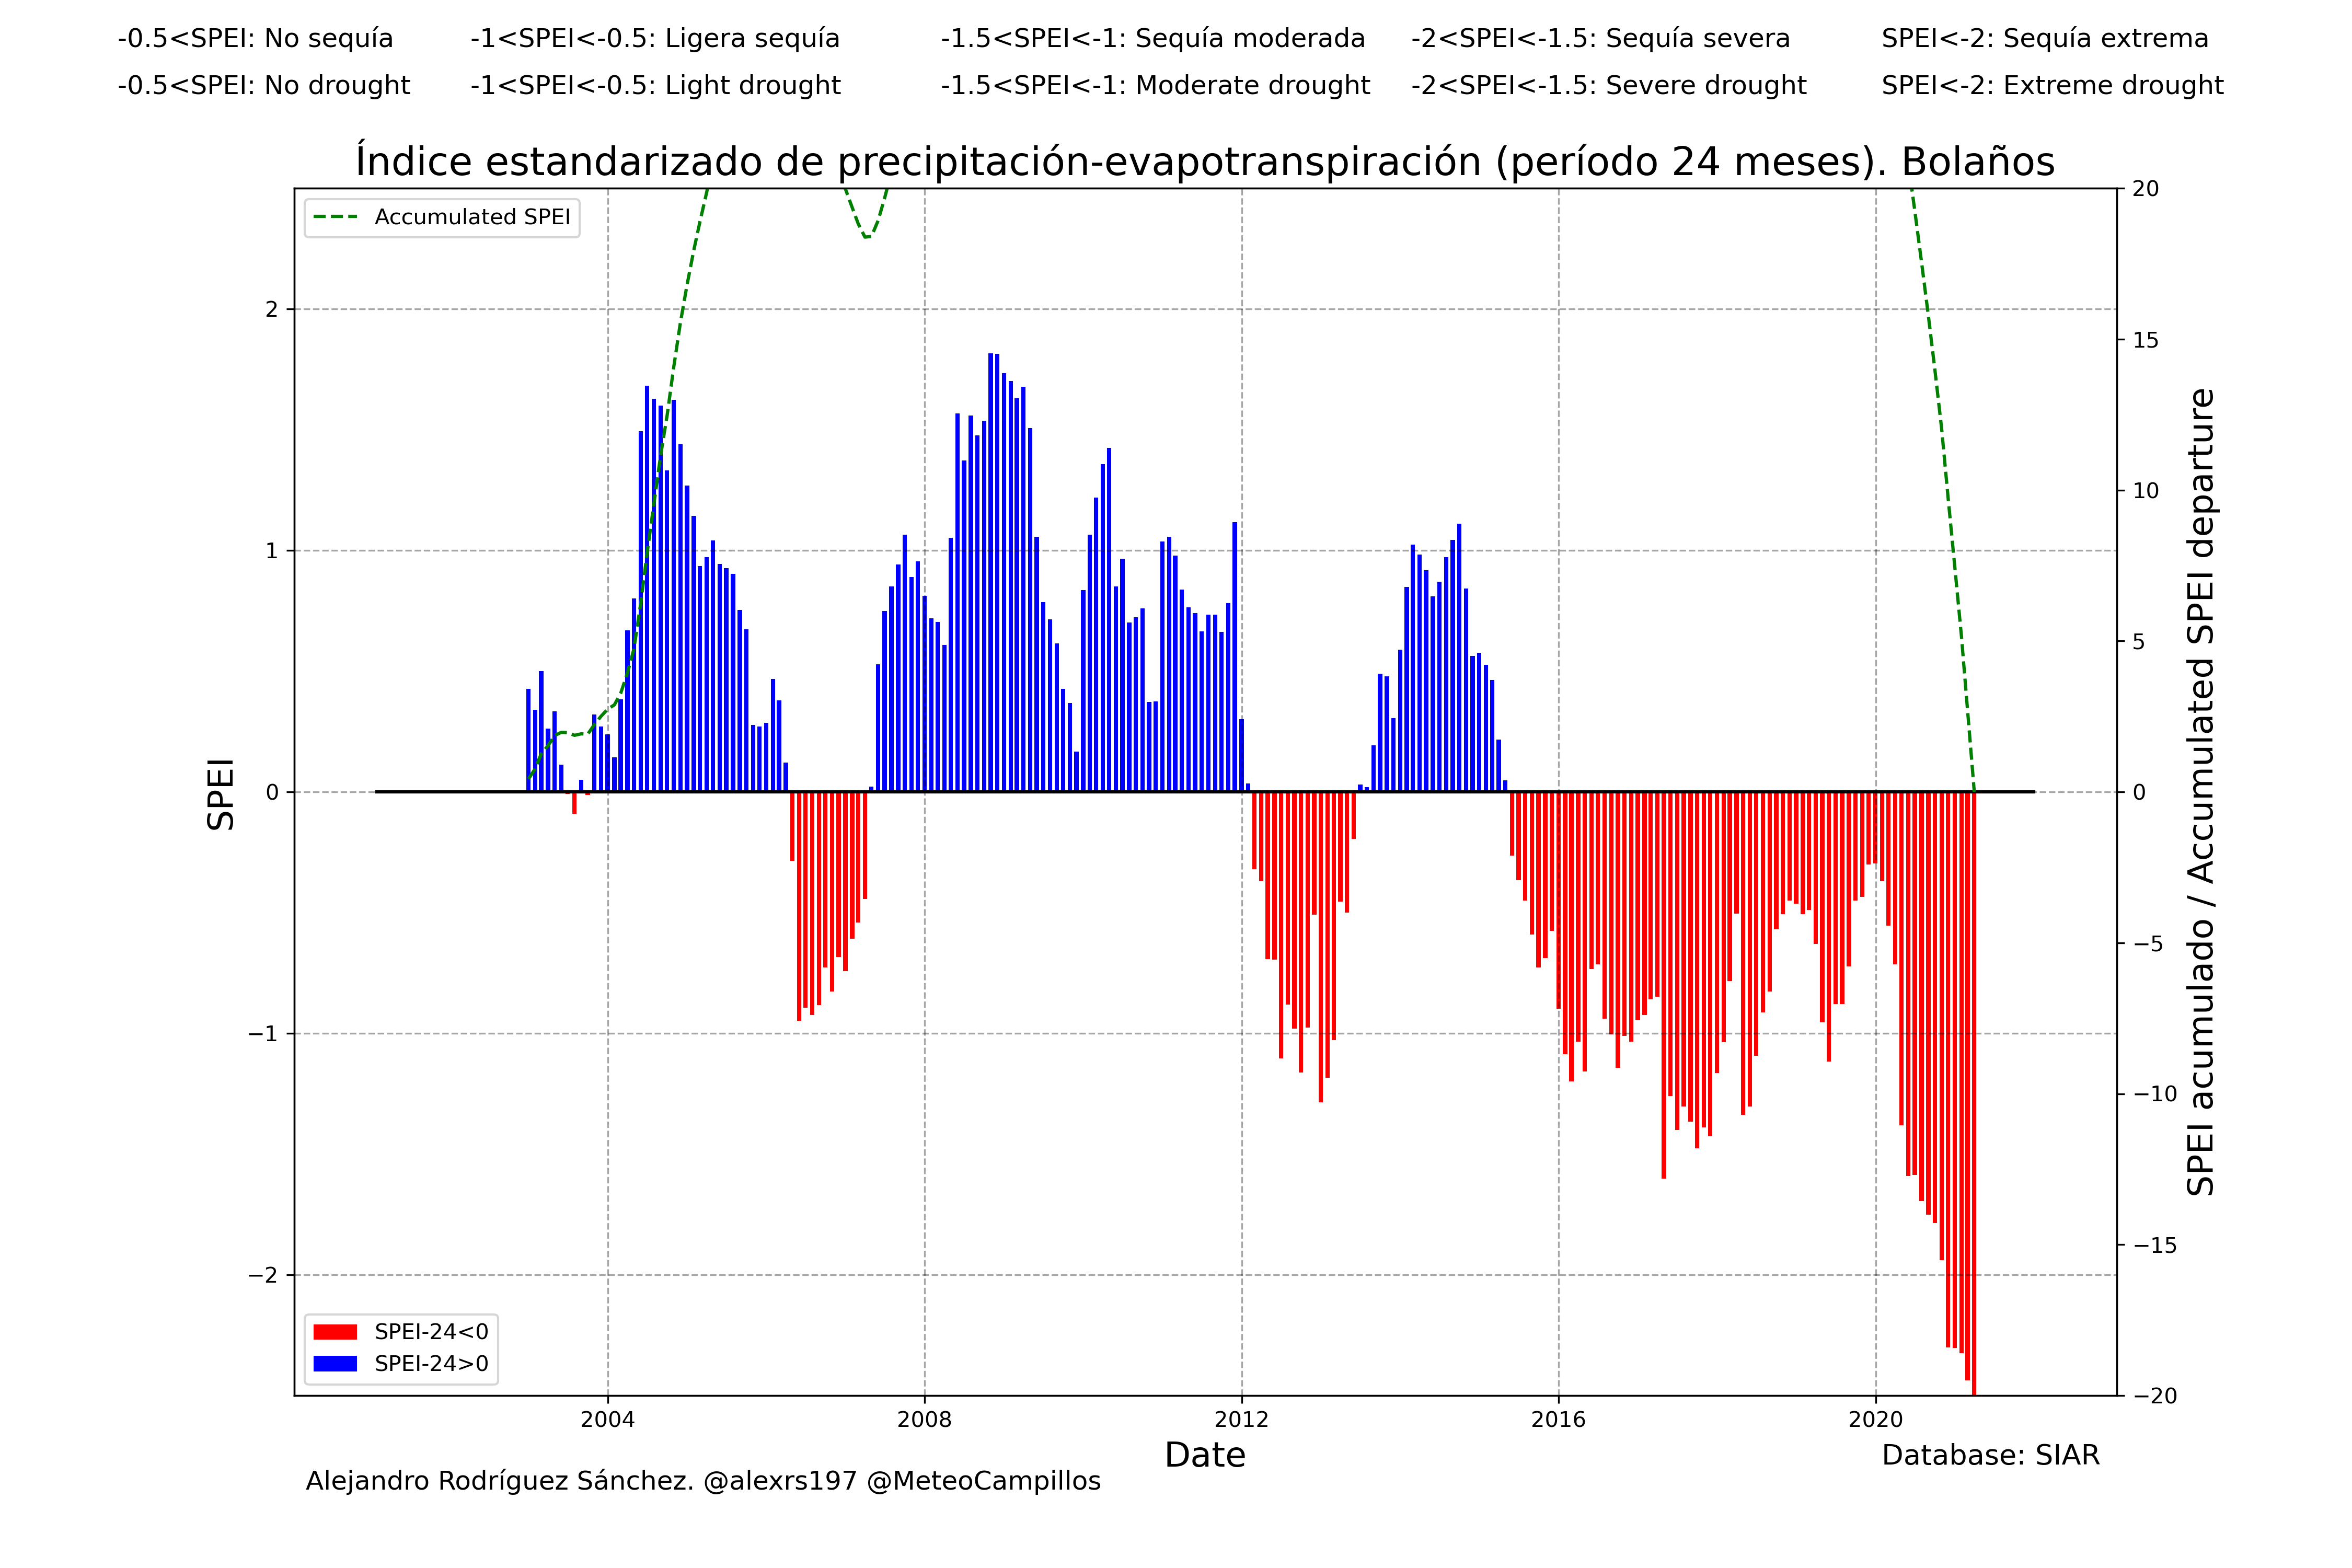 -0.5<SPEI: No sequía -1<SPEI<-0.5: Ligera sequía -1.5<SPEI<-1: Sequía moderada -2<SPEI<-1.5: Sequía severa SPEI<-2: Sequía extrema
-0.5<SPEI: No drought -1<SPEI<-0.5: Light drought -1.5<SPEI<-1: Moderate drought -2<SPEI<-1.5: Severe drought SPEI<-2: Extreme drought
Índice estandarizado de precipitación-evapotranspiración (período 24 meses). Bolaños
Accumulated SPEI
2
1
0
−1
−2
SPEI
20
15
10
5
0
−5
−10
−15
−20
SPEI acumulado / Accumulated SPEI departure
SPEI-24<0
SPEI-24>0
2004 2008 2012 2016 2020
Date
Database: SIAR
Alejandro Rodríguez Sánchez. @alexrs197 @MeteoCampillos